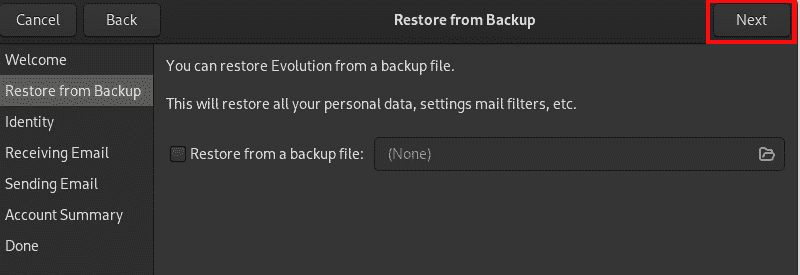 Cancel
Back
Restore from Backup
Next
Welcome
Restore from Backup
Identity
Receiving Email
Sending Email
Account Summary
Done
You can restore Evolution from a backup file.
This will restore all your personal data, settings mail filters, etc.
Restore from a backup file:
(None)